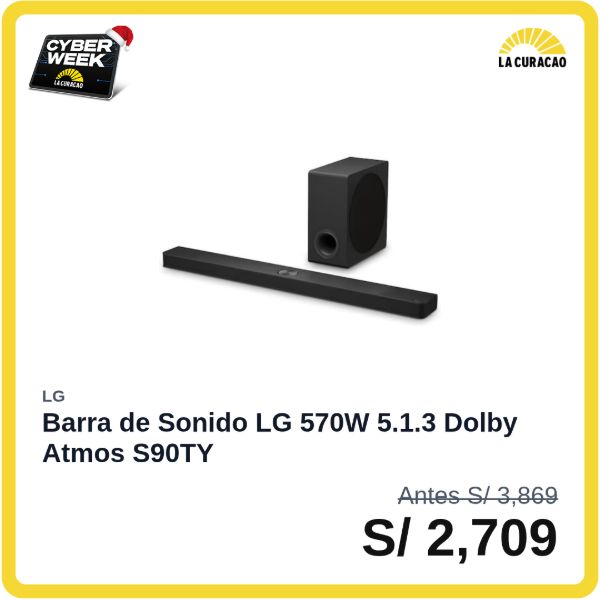 CYBER
WEEK
LA CURACAO
LA CURACAO
LG
Barra de Sonido LG 570W 5.1.3 Dolby
Atmos S90TY
Antes S/ 3,869
S/ 2,709